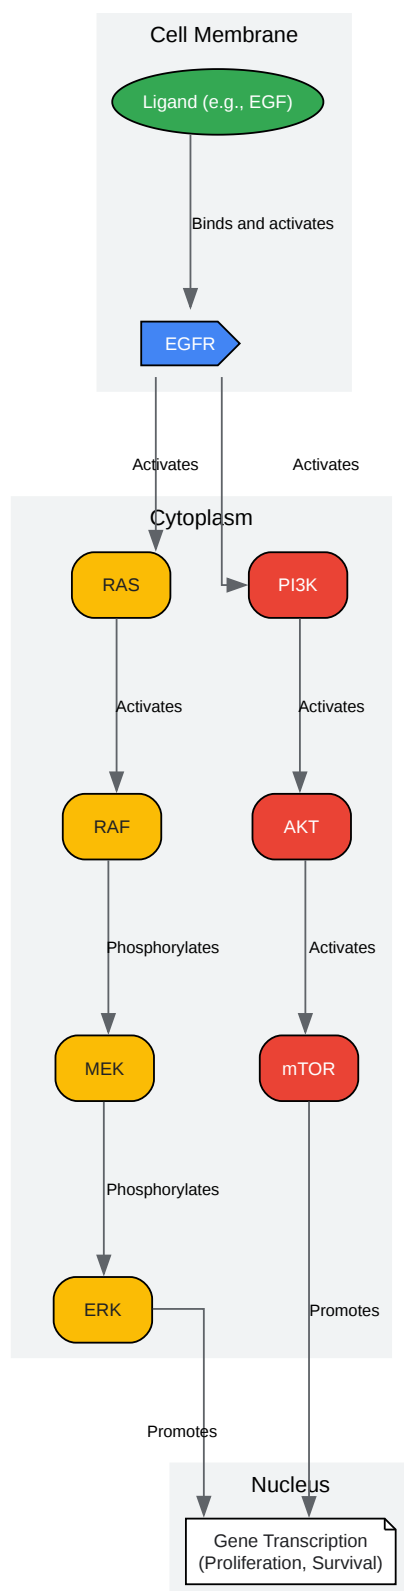 Cell Membrane
Ligand (e.g., EGF)
Binds and activates
EGFR
Activates
Activates
Cytoplasm
RAS
PI3K
Activates
Activates
RAF
AKT
Phosphorylates
Activates
MEK
mTOR
Phosphorylates
ERK
Promotes
Promotes
Nucleus
Gene Transcription
(Proliferation, Survival)